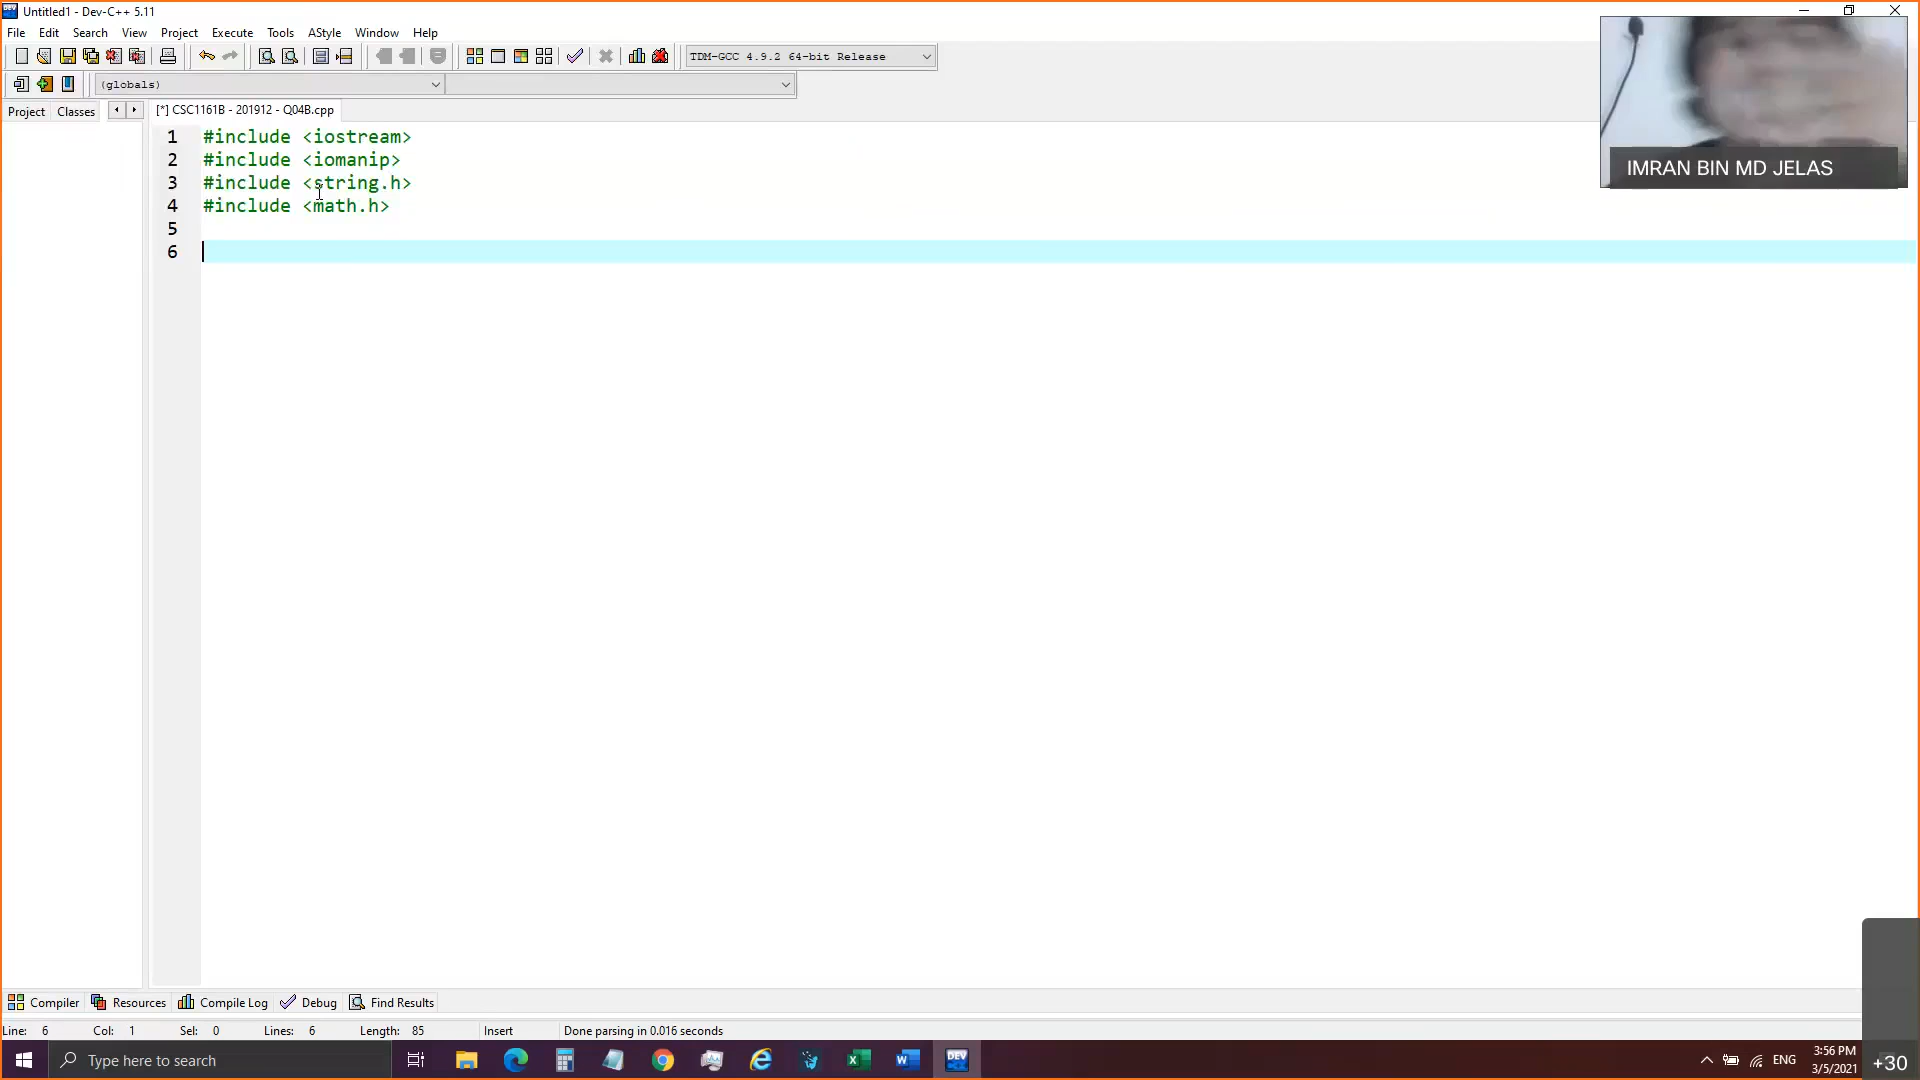 Untitled1 - Dev-C++ 5.11
File Edit Search View Project Execute Tools AStyle Window Help
TDM-GCC 4.9.2 64-bit Release
(globals)
Project Classes [*] CSC1161B - 201912 - Q04B.cpp
1 #include <iostream>
2 #include <iomanip>
3 #include <string.h>
4 #include <math.h>
5
6
IMRAN BIN MD JELAS
Compiler Resources Compile Log Debug Find Results
Line: 6 Col: 1 Sel: 0 Lines: 6 Length: 85 Insert Done parsing in 0.016 seconds
Type here to search
DEV
ENG
3:56 PM
3/5/2021
+30